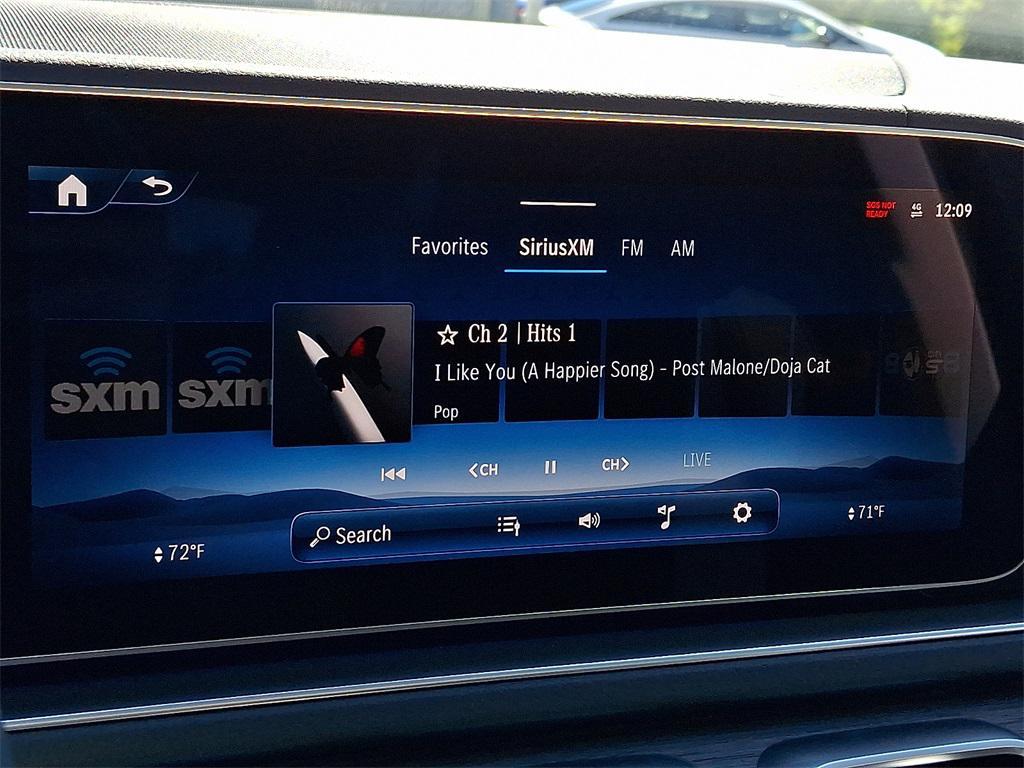 SOS NOT
READY
4G
12:09
Favorites SiriusXM FM AM
sxm
sxm
Ch 2 | Hits 1
I Like You (A Happier Song) - Post Malone/Doja Cat
Pop
<CH
CH>
LIVE
Search
72°F
71°F